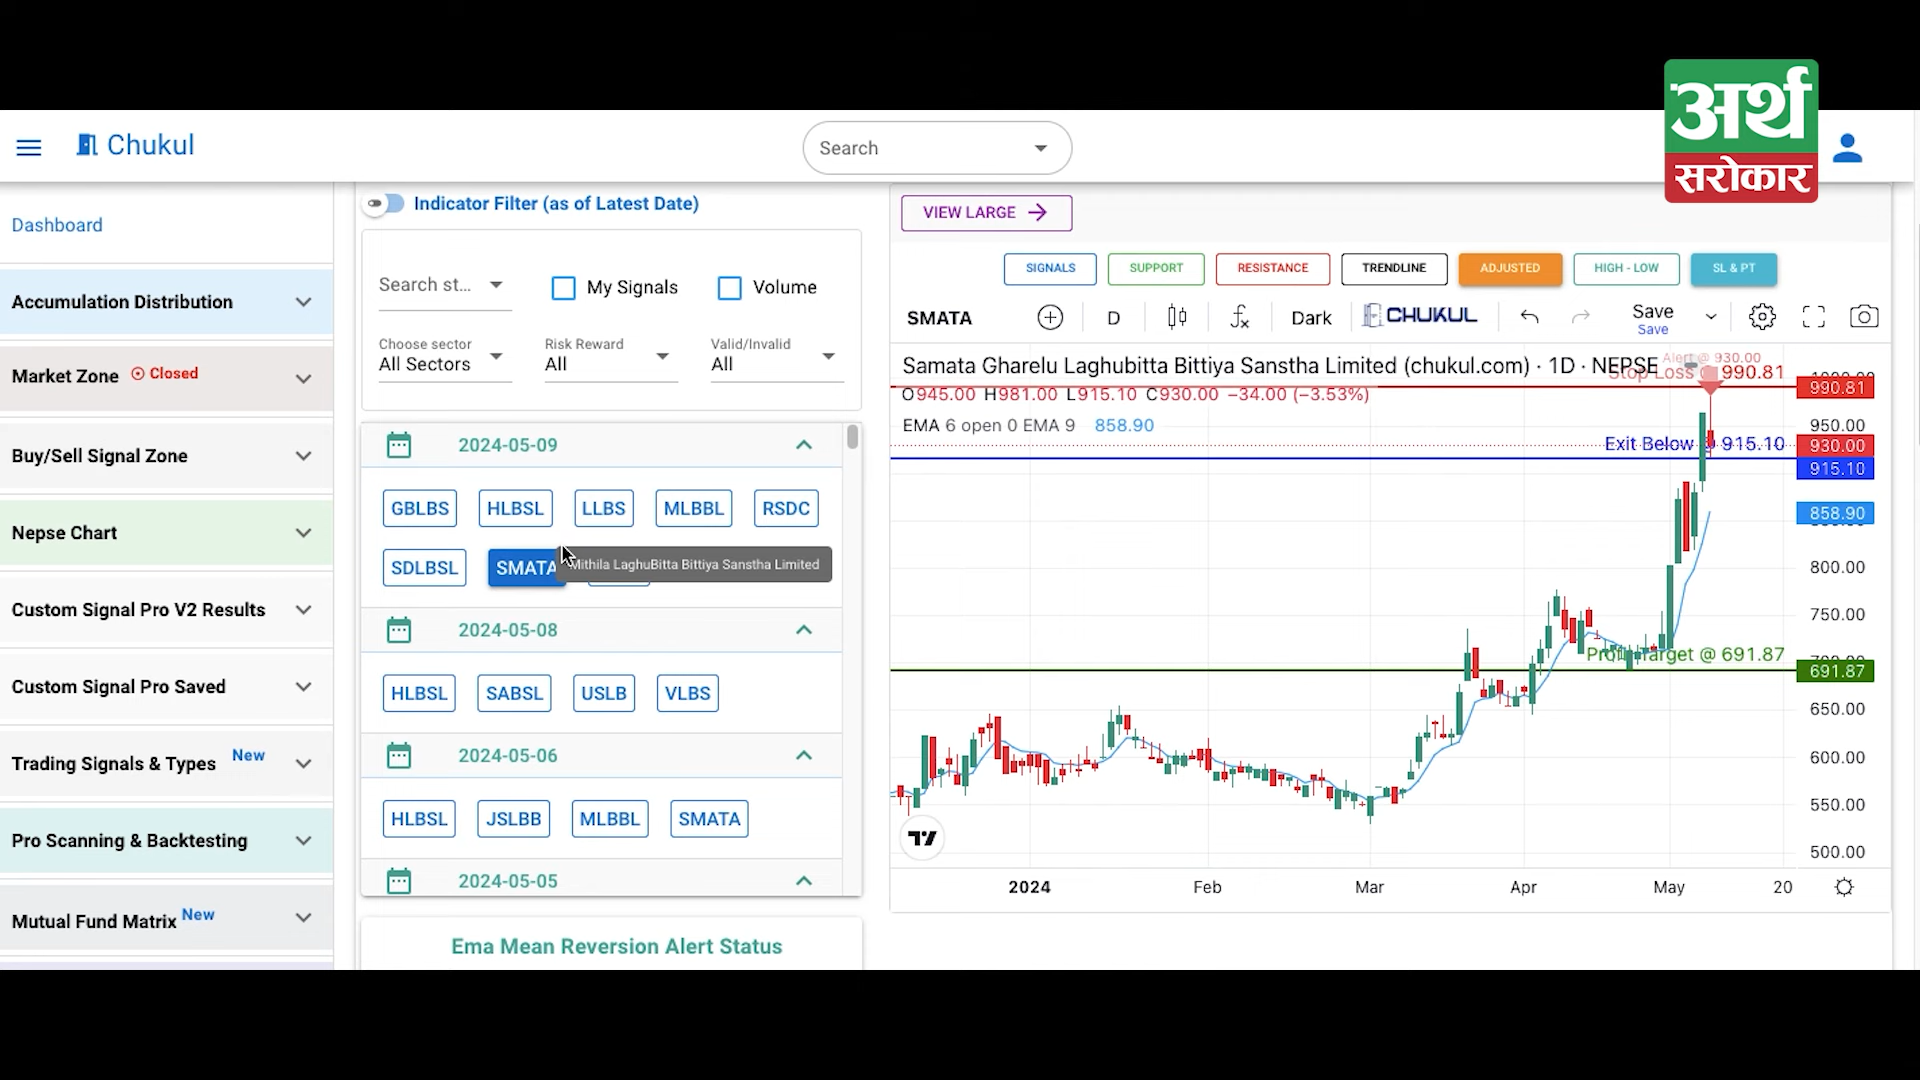 अर्थ
सरोकार
Chukul
Search
Dashboard
Accumulation Distribution
Market Zone Closed
Buy/Sell Signal Zone
Nepse Chart
Custom Signal Pro V2 Results
Custom Signal Pro Saved
Trading Signals & Types New
Pro Scanning & Backtesting
Mutual Fund Matrix New
Indicator Filter (as of Latest Date)
Search st...
My Signals
Volume
Choose sector
All Sectors
Risk Reward
All
Valid/Invalid
All
2024-05-09
GBLBS HLBSL LLBS MLBBL RSDC
SDLBSL SMATA
Mithila LaghuBitta Bittiya Sanstha Limited
2024-05-08
HLBSL SABSL USLB VLBS
2024-05-06
HLBSL JSLBB MLBBL SMATA
2024-05-05
Ema Mean Reversion Alert Status
VIEW LARGE
SIGNALS SUPPORT RESISTANCE TRENDLINE ADJUSTED HIGH - LOW SL & PT
SMATA D Dark CHUKUL Save
Save
Samata Gharelu Laghubitta Bittiya Sanstha Limited (chukul.com) · 1D · NEPSE
Alert @ 930.00
Stop Loss @ 990.81
990.81
O945.00 H981.00 L915.10 C930.00 −34.00 (−3.53%)
EMA 6 open 0 EMA 9 858.90
950.00
Exit Below @ 915.10
930.00
915.10
858.90
800.00
750.00
Profit Target @ 691.87
691.87
650.00
600.00
550.00
500.00
2024 Feb Mar Apr May 20